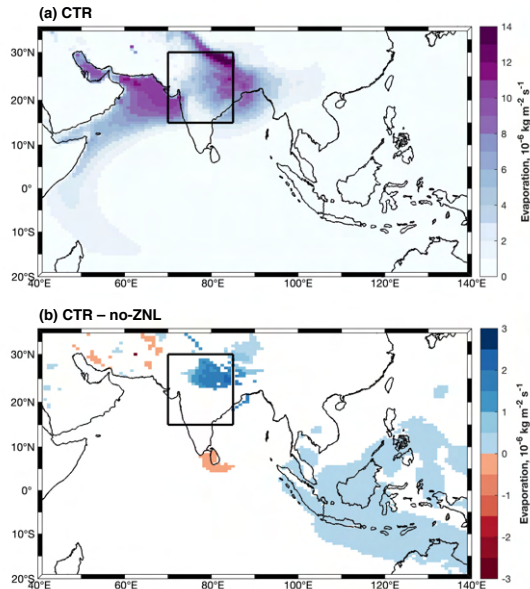 (a) CTR
30°N
20°N
10°N
0°
10°S
20°S
40°E
60°E
80°E
100°E
120°E
140°E
14
12
10
8
6
4
2
0
Evaporation, 10⁻⁶ kg m⁻² s⁻¹
(b) CTR – no-ZNL
30°N
20°N
10°N
0°
10°S
20°S
40°E
60°E
80°E
100°E
120°E
140°E
3
2
1
0
-1
-2
-3
Evaporation, 10⁻⁶ kg m⁻² s⁻¹